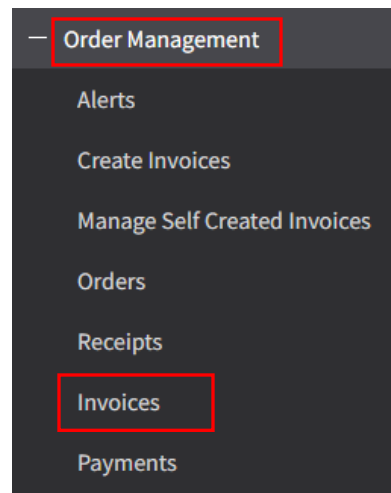 Order Management
Alerts
Create Invoices
Manage Self Created Invoices
Orders
Receipts
Invoices
Payments